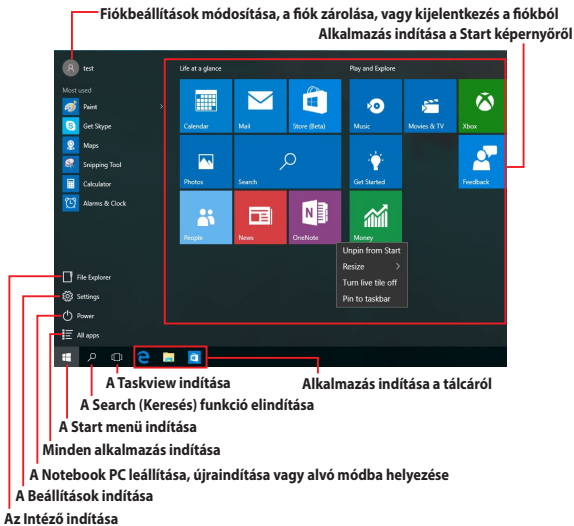 Fiókbeállítások módosítása, a fiók zárolása, vagy kijelentkezés a fiókból
Alkalmazás indítása a Start képernyőről
test
Life at a glance
Play and Explore
Most used
Paint
Get Skype
Maps
Snipping Tool
Calculator
Alarms & Clock
Calendar
Mail
Store (Beta)
Music
Movies & TV
Xbox
Photos
Search
Get Started
Feedback
People
News
OneNote
Money
Unpin from Start
Resize
Turn live tile off
Pin to taskbar
File Explorer
Settings
Power
All apps
A Taskview indítása
Alkalmazás indítása a tálcáról
A Search (Keresés) funkció elindítása
A Start menü indítása
Minden alkalmazás indítása
A Notebook PC leállítása, újraindítása vagy alvó módba helyezése
A Beállítások indítása
Az Intéző indítása